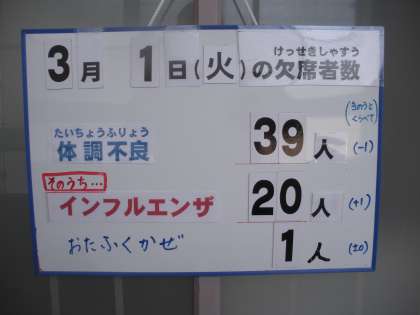 けっせきしゃすう
3月 1日(火)の欠席者数
(きのうと
くらべて)
たいちょうふりょう
体調不良 39人 (-1)
そのうち…
インフルエンザ 20人 (+1)
おたふくかぜ 1人 (±0)